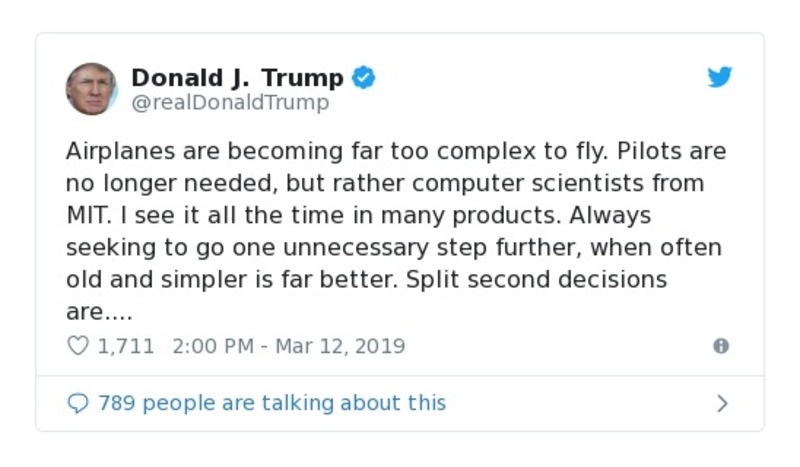 Donald J. Trump
@realDonaldTrump
Airplanes are becoming far too complex to fly. Pilots are
no longer needed, but rather computer scientists from
MIT. I see it all the time in many products. Always
seeking to go one unnecessary step further, when often
old and simpler is far better. Split second decisions
are....
1,711 2:00 PM - Mar 12, 2019
789 people are talking about this